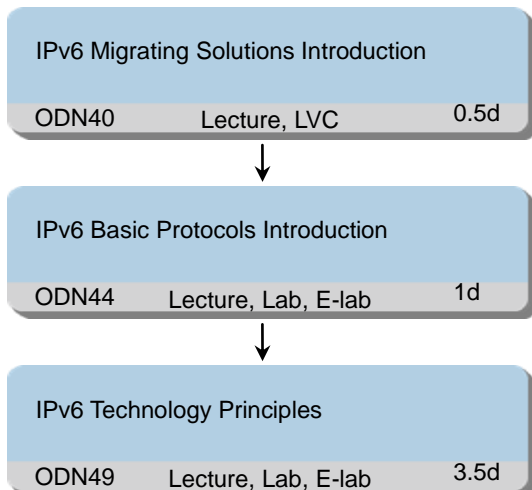 IPv6 Migrating Solutions Introduction
ODN40 Lecture, LVC 0.5d
IPv6 Basic Protocols Introduction
ODN44 Lecture, Lab, E-lab 1d
IPv6 Technology Principles
ODN49 Lecture, Lab, E-lab 3.5d